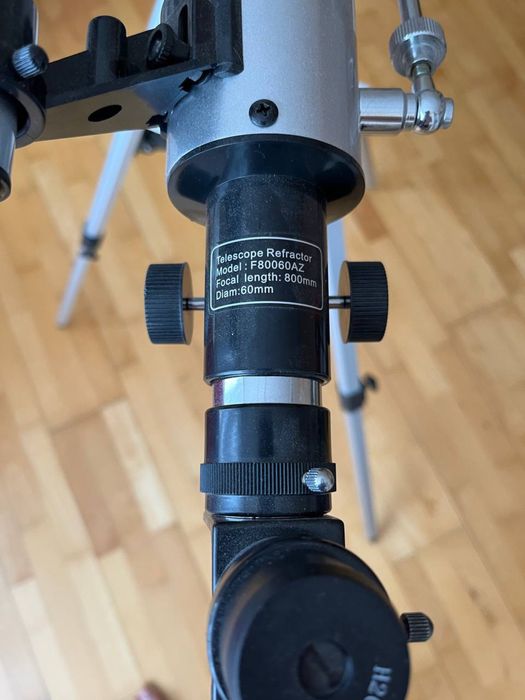 Telescope Refractor
Model : F80060AZ
Focal length: 800mm
Diam:60mm